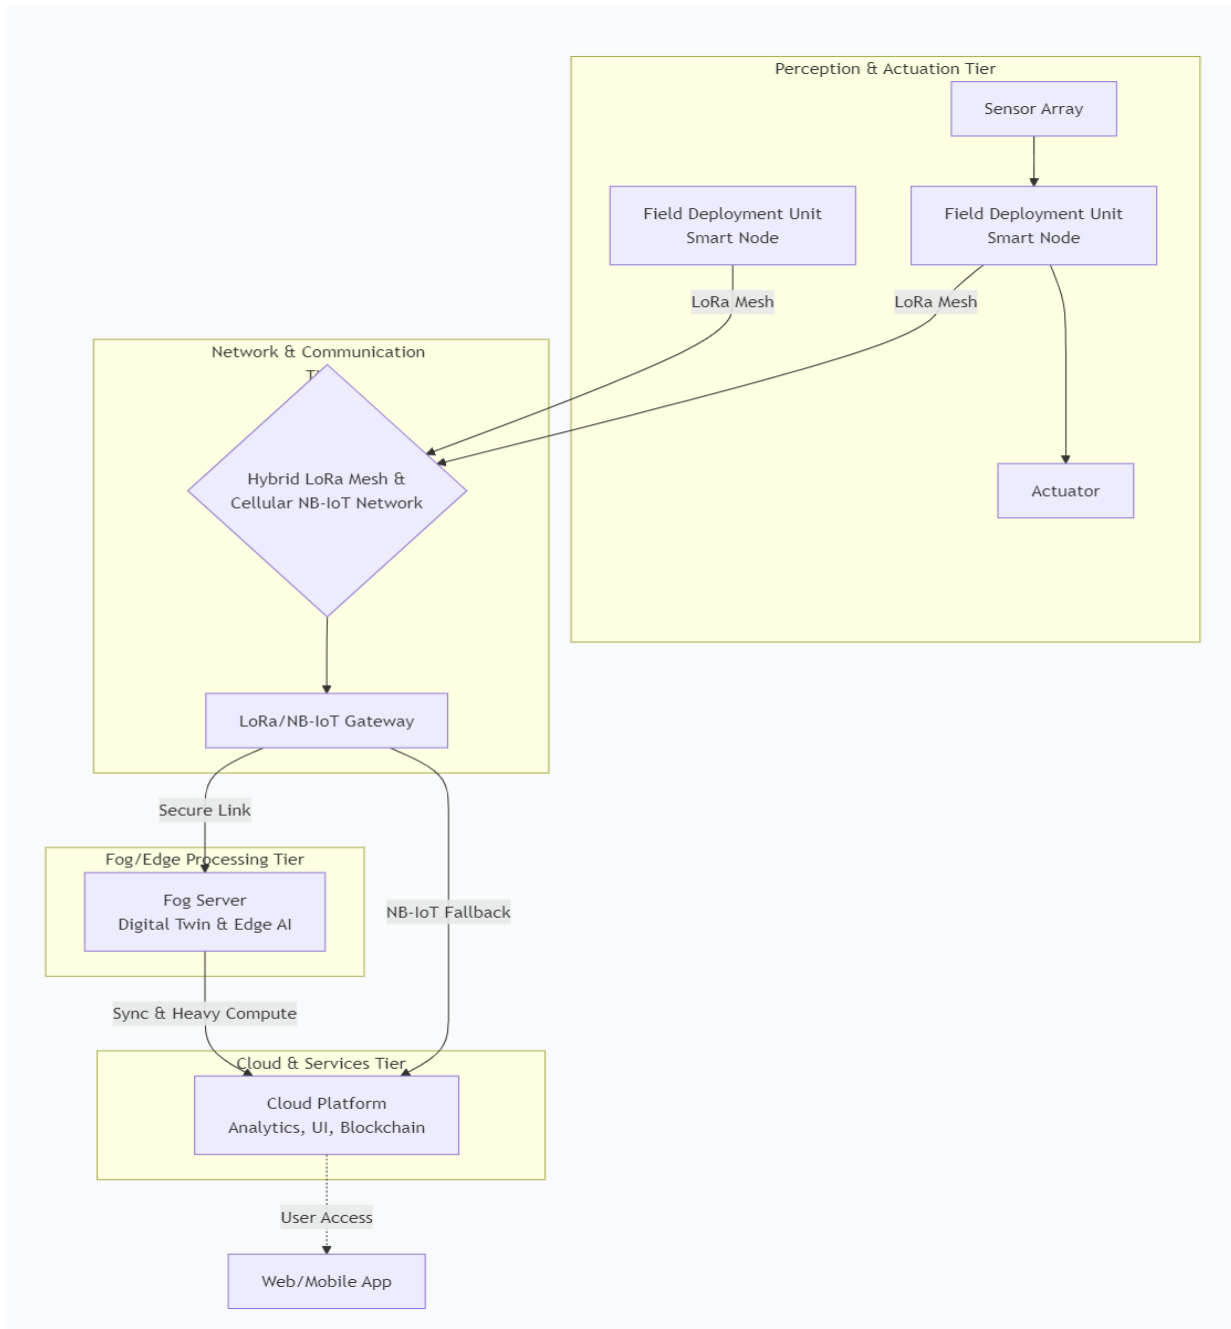 Perception & Actuation Tier
Sensor Array
Field Deployment Unit
Smart Node
Field Deployment Unit
Smart Node
LoRa Mesh
LoRa Mesh
Network & Communication
Hybrid LoRa Mesh &
Cellular NB-IoT Network
Actuator
LoRa/NB-IoT Gateway
Secure Link
Fog/Edge Processing Tier
Fog Server
Digital Twin & Edge AI
NB-IoT Fallback
Sync & Heavy Compute
Cloud & Services Tier
Cloud Platform
Analytics, UI, Blockchain
User Access
Web/Mobile App